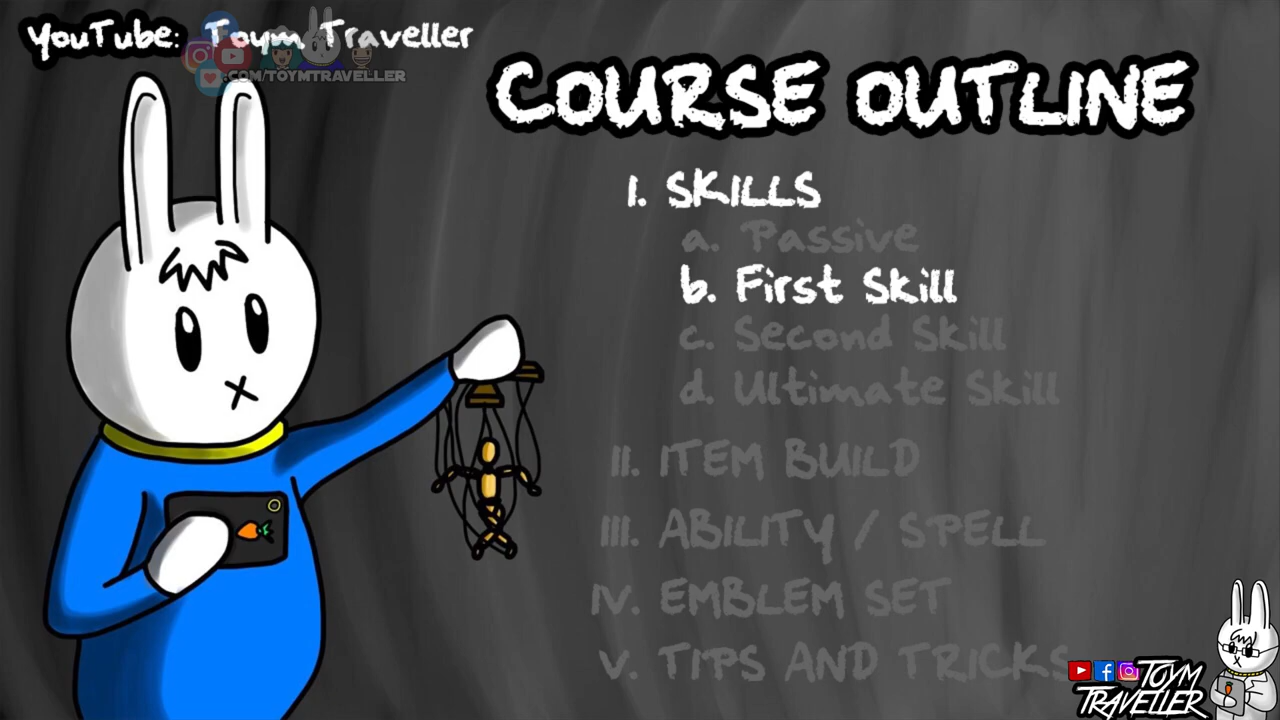 YouTube: Toym Traveller
.COM/TOYMTRAVELLER
COURSE OUTLINE
I. SKILLS
a. Passive
b. First Skill
c. Second Skill
d. Ultimate Skill
II. ITEM BUILD
III. ABILITY / SPELL
IV. EMBLEM SET
V. TIPS AND TRICKS
TOYM
TRAVELLER